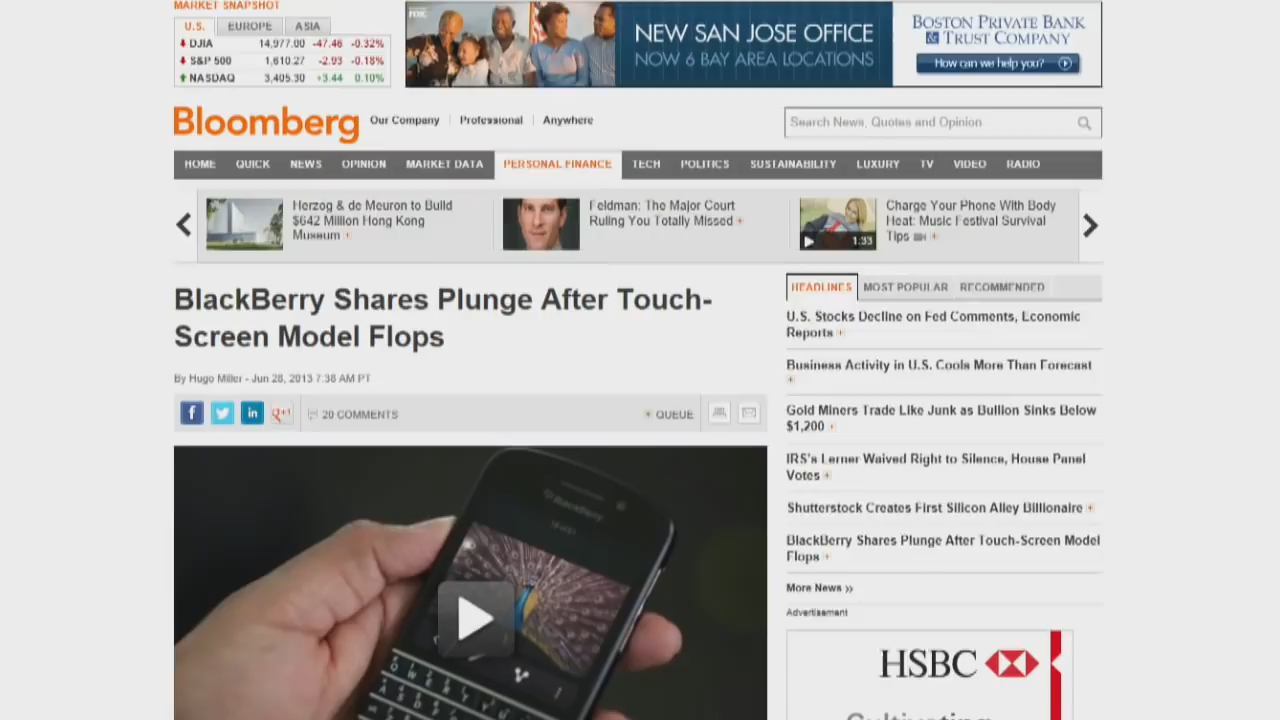 MARKET SNAPSHOT
U.S. EUROPE ASIA
DJIA 14,977.00 -47.46 -0.32%
S&P 500 1,610.27 -2.93 -0.18%
NASDAQ 3,405.30 +3.44 0.10%
NEW SAN JOSE OFFICE
NOW 6 BAY AREA LOCATIONS
BOSTON PRIVATE BANK
& TRUST COMPANY
How can we help you?
Bloomberg
Our Company Professional Anywhere
Search News, Quotes and Opinion
HOME QUICK NEWS OPINION MARKET DATA PERSONAL FINANCE TECH POLITICS SUSTAINABILITY LUXURY TV VIDEO RADIO
Herzog & de Meuron to Build
$642 Million Hong Kong
Museum +
Feldman: The Major Court
Ruling You Totally Missed +
1:33
Charge Your Phone With Body
Heat: Music Festival Survival
Tips +
BlackBerry Shares Plunge After Touch-
Screen Model Flops
By Hugo Miller - Jun 28, 2013 7:38 AM PT
f in g+1 20 COMMENTS + QUEUE
BlackBerry
HEADLINES MOST POPULAR RECOMMENDED
U.S. Stocks Decline on Fed Comments, Economic
Reports +
Business Activity in U.S. Cools More Than Forecast
+
Gold Miners Trade Like Junk as Bullion Sinks Below
$1,200 +
IRS's Lerner Waived Right to Silence, House Panel
Votes +
Shutterstock Creates First Silicon Alley Billionaire +
BlackBerry Shares Plunge After Touch-Screen Model
Flops +
More News »
Advertisement
HSBC
Cultivating